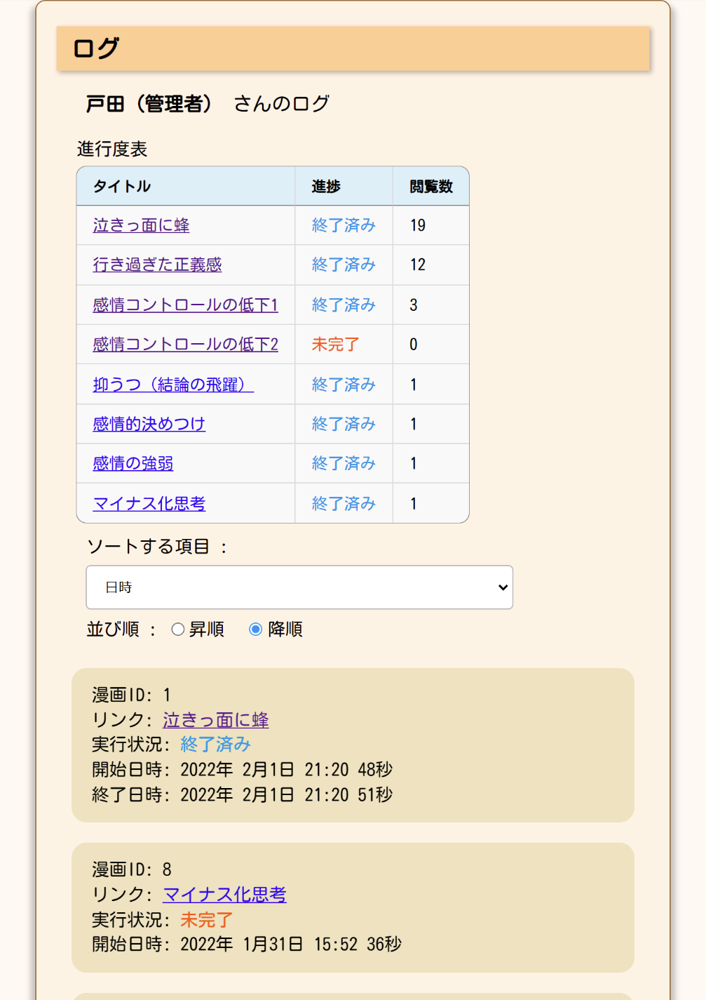 ログ
戸田（管理者） さんのログ
進行度表
タイトル 進捗 閲覧数
泣きっ面に蜂 終了済み 19
行き過ぎた正義感 終了済み 12
感情コントロールの低下1 終了済み 3
感情コントロールの低下2 未完了 0
抑うつ（結論の飛躍） 終了済み 1
感情的決めつけ 終了済み 1
感情の強弱 終了済み 1
マイナス化思考 終了済み 1
ソートする項目 :
日時
並び順 : 昇順 降順
漫画ID: 1
リンク: 泣きっ面に蜂
実行状況: 終了済み
開始日時: 2022年 2月1日 21:20 48秒
終了日時: 2022年 2月1日 21:20 51秒
漫画ID: 8
リンク: マイナス化思考
実行状況: 未完了
開始日時: 2022年 1月31日 15:52 36秒